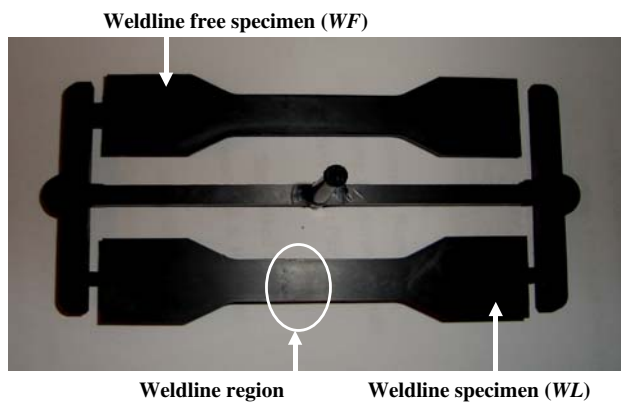 Weldline free specimen (WF)
Weldline region
Weldline specimen (WL)